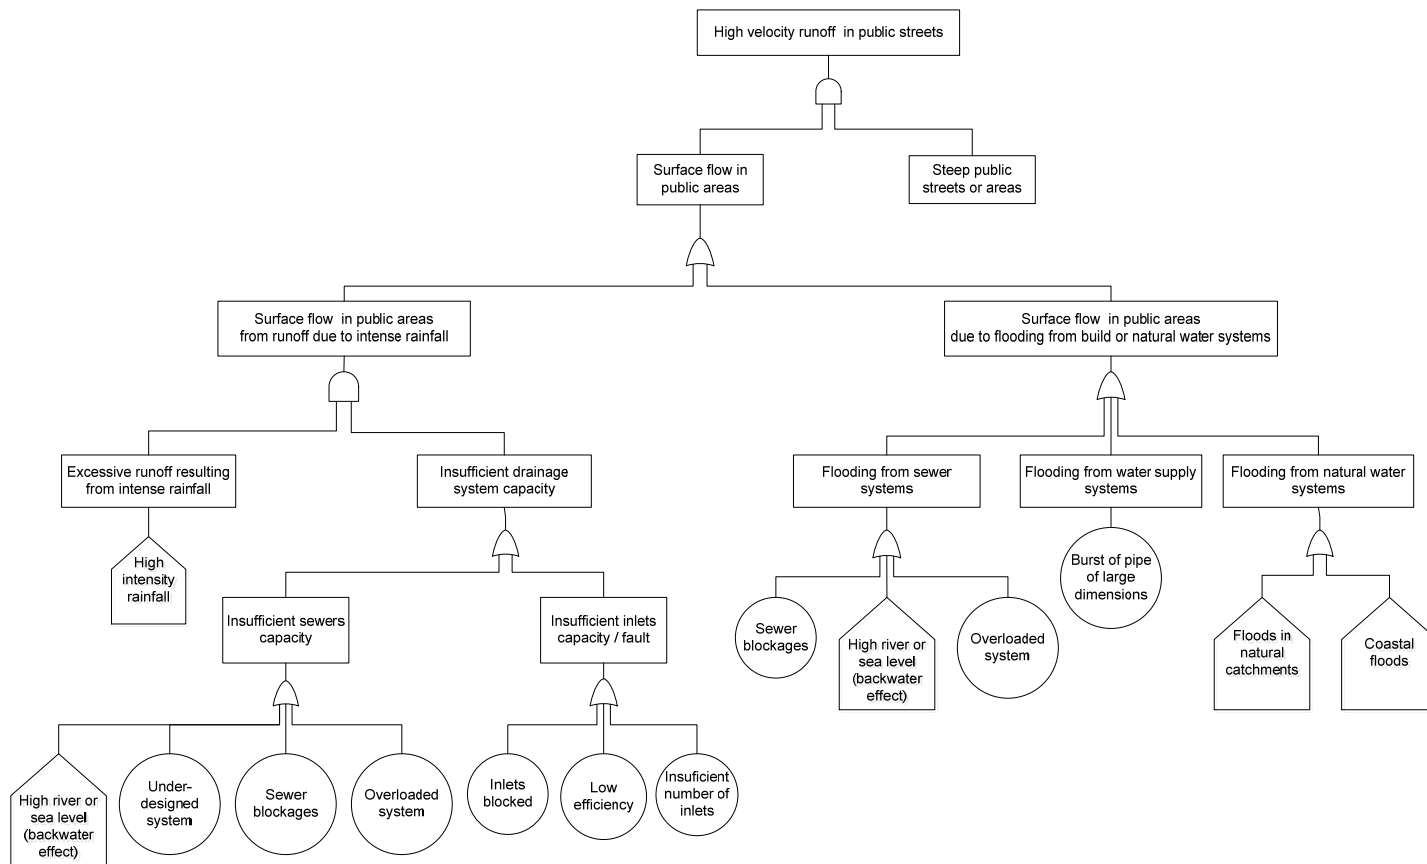 High velocity runoff in public streets
Surface flow in
public areas
Steep public
streets or areas
Surface flow in public areas
from runoff due to intense rainfall
Surface flow in public areas
due to flooding from build or natural water systems
Excessive runoff resulting
from intense rainfall
Insufficient drainage
system capacity
Flooding from sewer
systems
Flooding from water supply
systems
Flooding from natural water
systems
High
intensity
rainfall
Burst of pipe
of large
dimensions
Insufficient sewers
capacity
Insufficient inlets
capacity / fault
Sewer
blockages
High river or
sea level
(backwater
effect)
Overloaded
system
Floods in
natural
catchments
Coastal
floods
High river or
sea level
(backwater
effect)
Under-
designed
system
Sewer
blockages
Overloaded
system
Inlets
blocked
Low
efficiency
Insuficient
number of
inlets